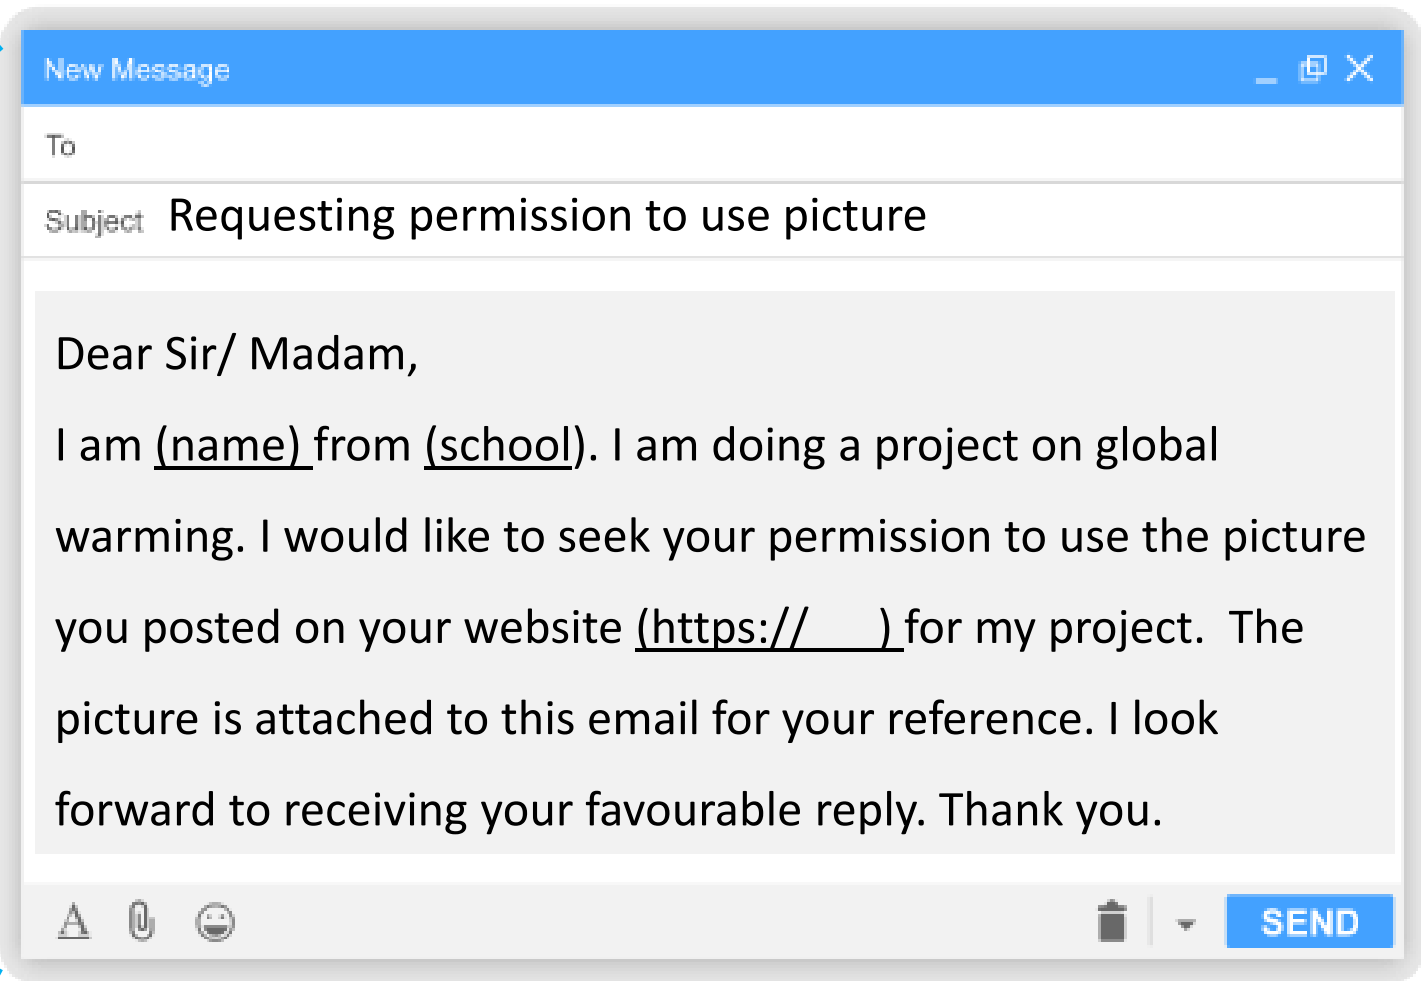 New Message
To
Subject Requesting permission to use picture
Dear Sir/ Madam,
I am (name) from (school). I am doing a project on global
warming. I would like to seek your permission to use the picture
you posted on your website (https://      ) for my project.  The
picture is attached to this email for your reference. I look
forward to receiving your favourable reply. Thank you.
A
SEND